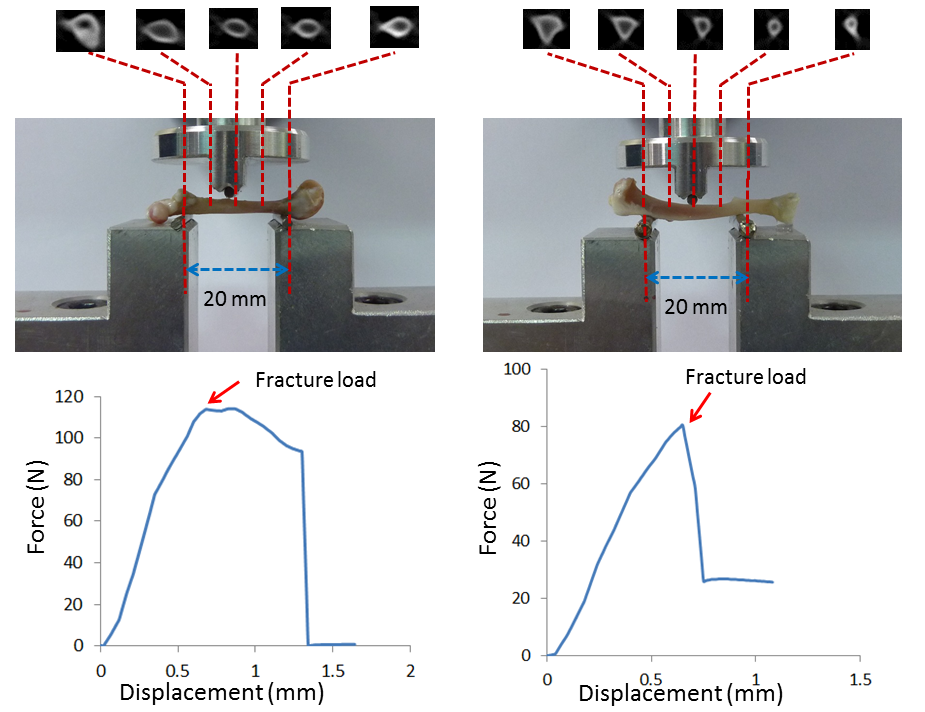 20 mm
20 mm
Fracture load
Force (N)
120
100
80
60
40
20
0
0
0.5
1
1.5
2
Displacement (mm)
Fracture load
Force (N)
100
80
60
40
20
0
0
0.5
1
1.5
Displacement (mm)